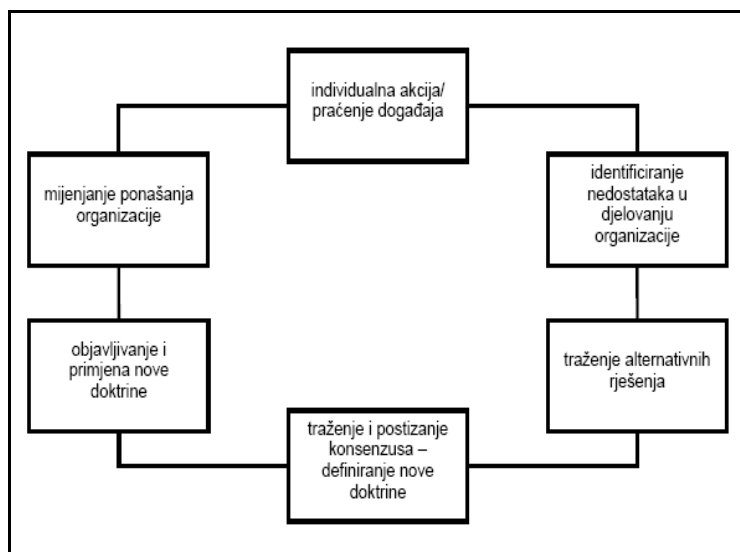 individualna akcija/
praćenje događaja
identificiranje
nedostataka u
djelovanju
organizacije
traženje alternativnih
rješenja
traženje i postizanje
konsenzusa –
definiranje nove
doktrine
objavljivanje i
primjena nove
doktrine
mijenjanje ponašanja
organizacije